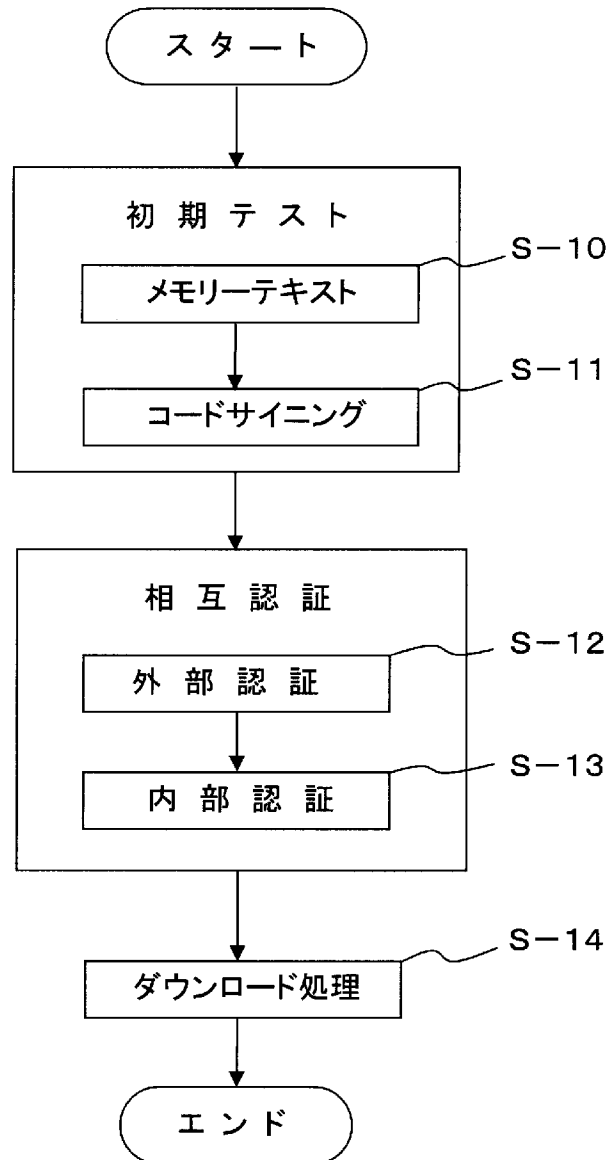 スタート
初期テスト
S-10
メモリーテキスト
S-11
コードサイニング
相互認証
S-12
外部認証
S-13
内部認証
S-14
ダウンロード処理
エンド